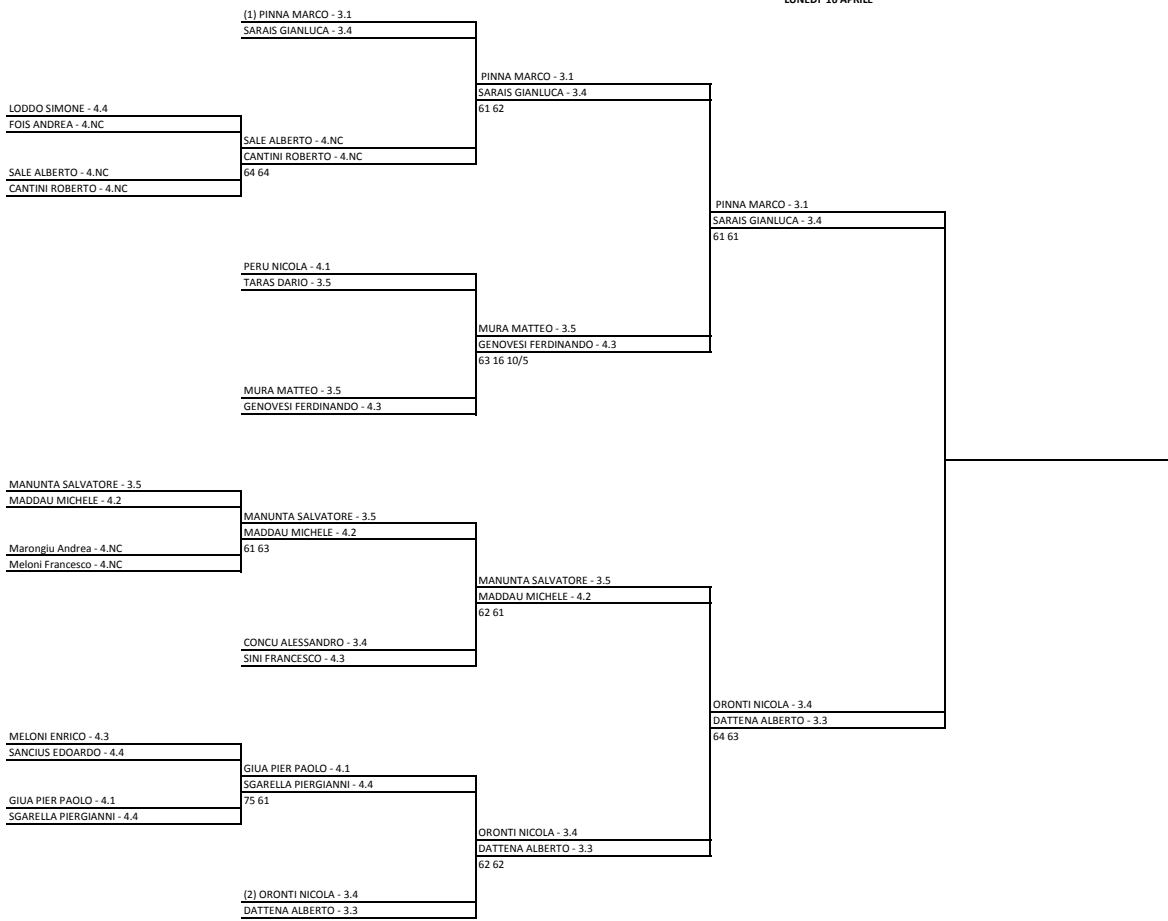 LUNEDI' 16 APRILE
(1) PINNA MARCO - 3.1
SARAIS GIANLUCA - 3.4
PINNA MARCO - 3.1
SARAIS GIANLUCA - 3.4
61 62
LODDO SIMONE - 4.4
FOIS ANDREA - 4.NC
SALE ALBERTO - 4.NC
CANTINI ROBERTO - 4.NC
64 64
SALE ALBERTO - 4.NC
CANTINI ROBERTO - 4.NC
PINNA MARCO - 3.1
SARAIS GIANLUCA - 3.4
61 61
PERU NICOLA - 4.1
TARAS DARIO - 3.5
MURA MATTEO - 3.5
GENOVESI FERDINANDO - 4.3
63 16 10/5
MURA MATTEO - 3.5
GENOVESI FERDINANDO - 4.3
MANUNTA SALVATORE - 3.5
MADDAU MICHELE - 4.2
MANUNTA SALVATORE - 3.5
MADDAU MICHELE - 4.2
61 63
Marongiu Andrea - 4.NC
Meloni Francesco - 4.NC
MANUNTA SALVATORE - 3.5
MADDAU MICHELE - 4.2
62 61
CONCU ALESSANDRO - 3.4
SINI FRANCESCO - 4.3
ORONTI NICOLA - 3.4
DATTENA ALBERTO - 3.3
64 63
MELONI ENRICO - 4.3
SANCIUS EDOARDO - 4.4
GIUA PIER PAOLO - 4.1
SGARELLA PIERGIANNI - 4.4
75 61
GIUA PIER PAOLO - 4.1
SGARELLA PIERGIANNI - 4.4
ORONTI NICOLA - 3.4
DATTENA ALBERTO - 3.3
62 62
(2) ORONTI NICOLA - 3.4
DATTENA ALBERTO - 3.3